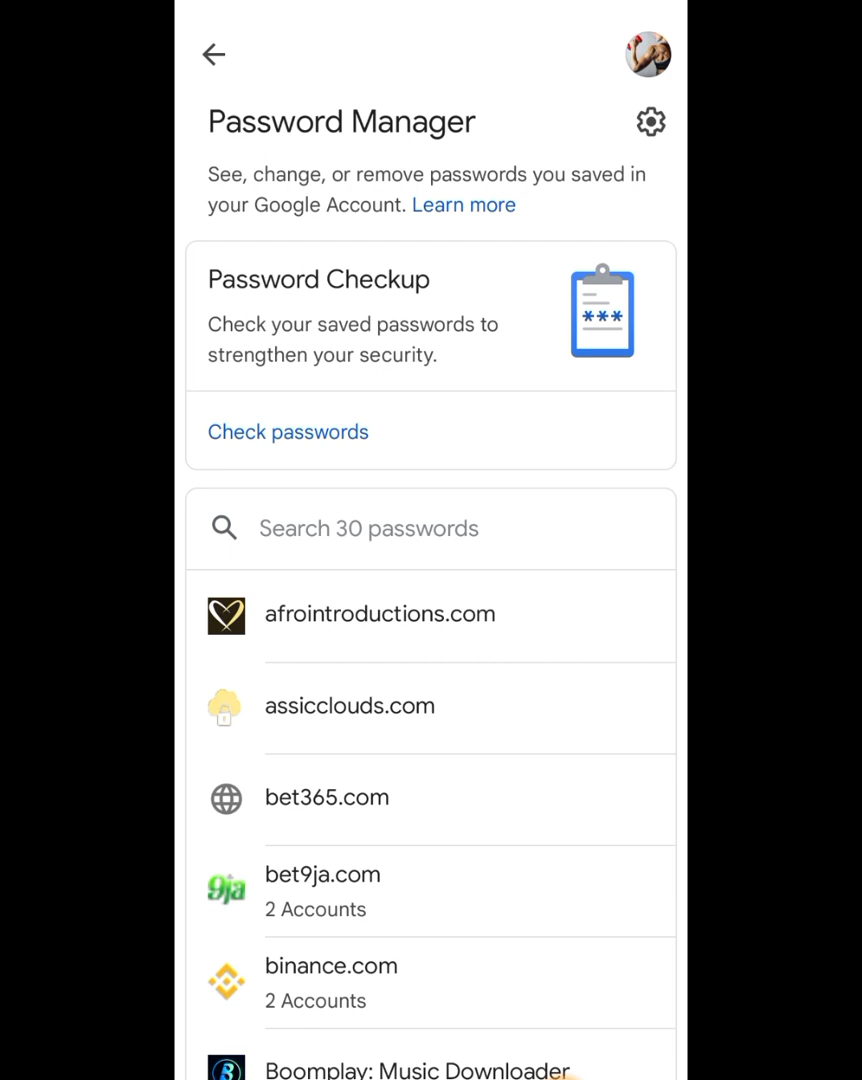 Password Manager
See, change, or remove passwords you saved in
your Google Account. Learn more
Password Checkup
Check your saved passwords to
strengthen your security.
***
Check passwords
Search 30 passwords
afrointroductions.com
assicclouds.com
bet365.com
9ja
bet9ja.com
2 Accounts
binance.com
2 Accounts
B
Boomplay: Music Downloader